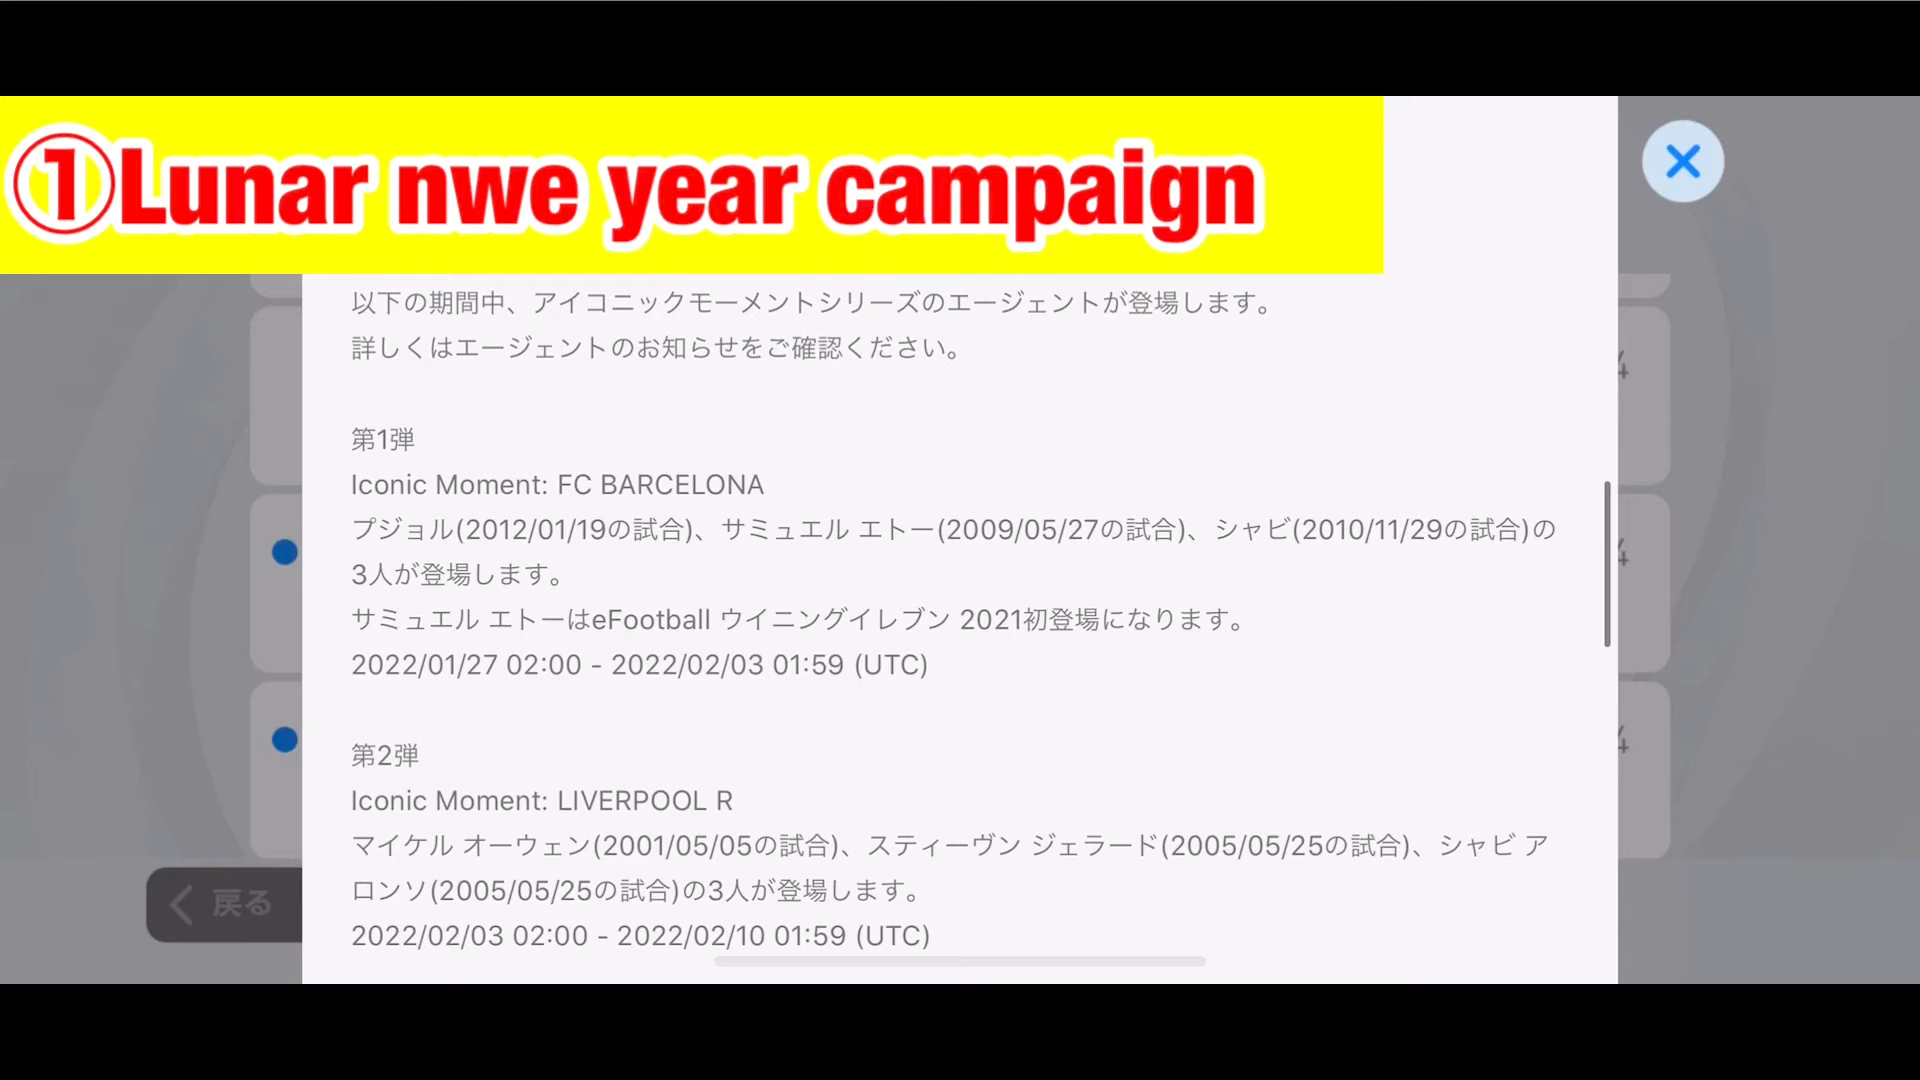 ①Lunar nwe year campaign
以下の期間中、アイコニックモーメントシリーズのエージェントが登場します。
詳しくはエージェントのお知らせをご確認ください。
第1弾
Iconic Moment: FC BARCELONA
プジョル(2012/01/19の試合)、サミュエル エトー(2009/05/27の試合)、シャビ(2010/11/29の試合)の
3人が登場します。
サミュエル エトーはeFootball ウイニングイレブン 2021初登場になります。
2022/01/27 02:00 - 2022/02/03 01:59 (UTC)
第2弾
Iconic Moment: LIVERPOOL R
マイケル オーウェン(2001/05/05の試合)、スティーヴン ジェラード(2005/05/25の試合)、シャビ ア
ロンソ(2005/05/25の試合)の3人が登場します。
2022/02/03 02:00 - 2022/02/10 01:59 (UTC)
戻る